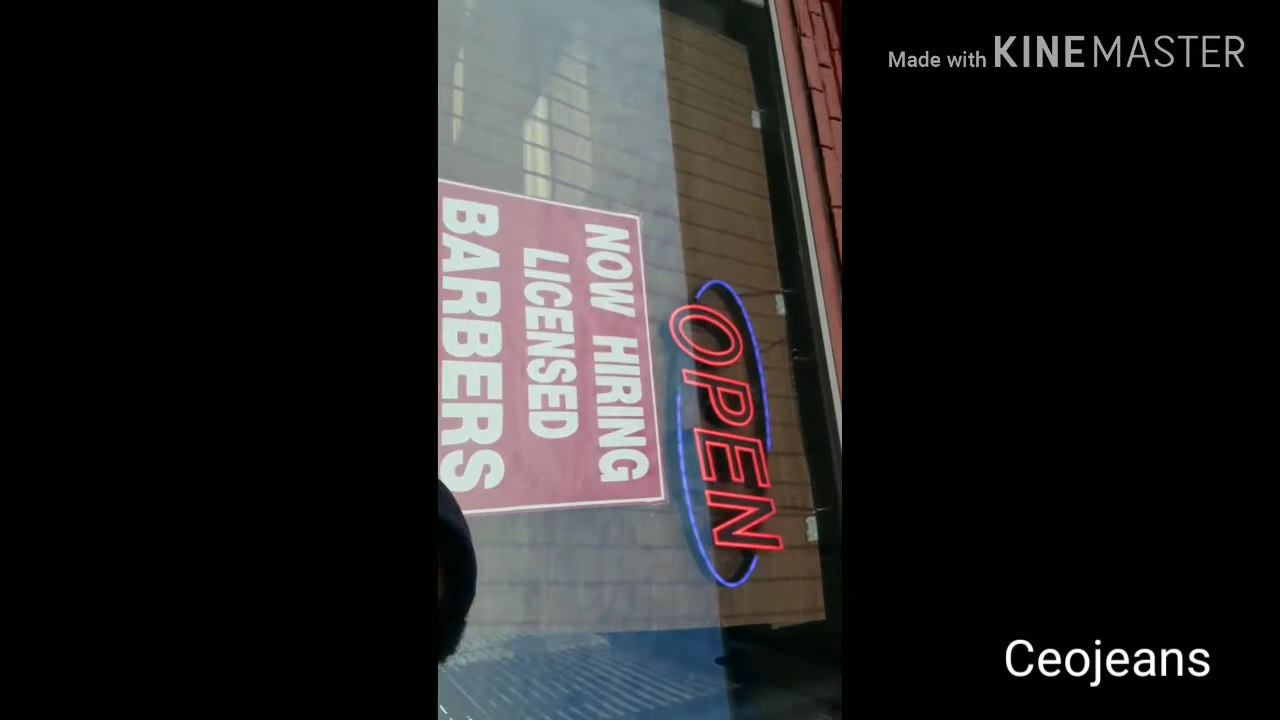 Made with KINEMASTER
OPEN
NOW HIRING
LICENSED
BARBERS
Ceojeans